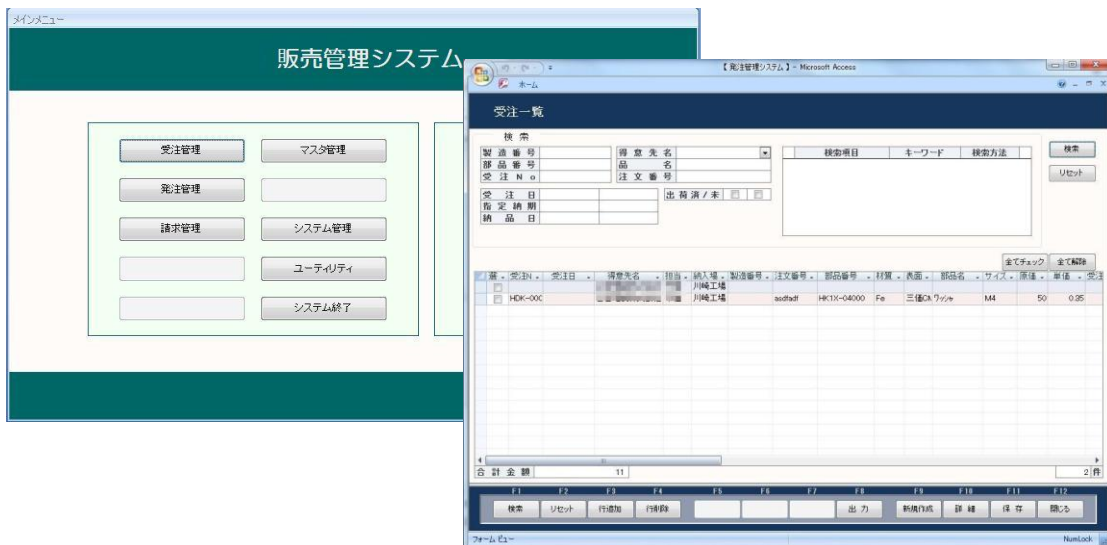 メインメニュー
販売管理システム
受注管理
マスタ管理
発注管理
請求管理
システム管理
ユーティリティ
システム終了
【 発注管理システム 】 - Microsoft Access
ホーム
受注一覧
検 索
製 造 番 号
得 意 先 名
検索項目 キーワード 検索方法
検索
部 品 番 号
品 名
受 注 N o
注 文 番 号
リセット
受 注 日
出 荷 済 / 未
指 定 納 期
納 品 日
全てチェック 全て解除
選 受注N 受注日 得意先名 担当 納入場 製造番号 注文番号 部品番号 材質 表面 部品名 サイズ 原価 単価 受注
川崎工場
HDK-00C 川崎工場 asdfadf HK1X-04000 Fe 三価Cr ワッシャ M4 50 0.35
合 計 金 額 11 2 件
F1 F2 F3 F4 F5 F6 F7 F8 F9 F10 F11 F12
検索 リセット 行追加 行削除 出 力 新規作成 詳 細 保 存 閉じる
フォーム ビュー NumLock